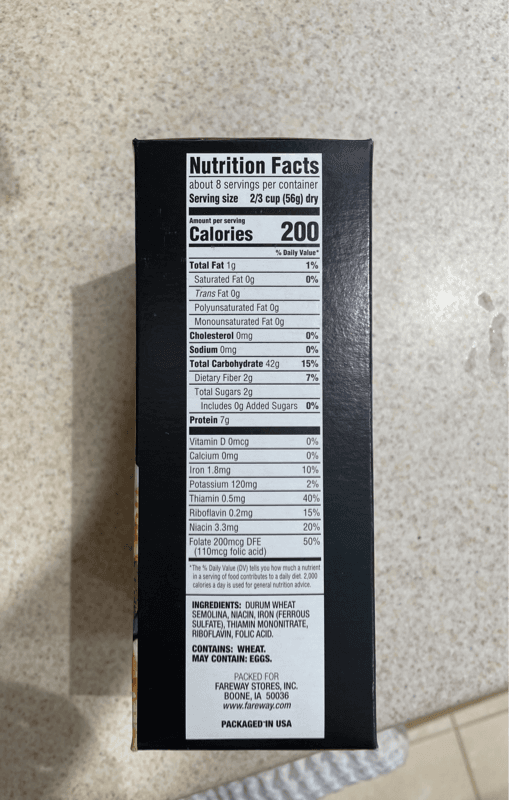 Nutrition Facts
about 8 servings per container
Serving size 2/3 cup (56g) dry
Amount per serving
Calories 200
% Daily Value*
Total Fat 1g 1%
Saturated Fat 0g 0%
Trans Fat 0g
Polyunsaturated Fat 0g
Monounsaturated Fat 0g
Cholesterol 0mg 0%
Sodium 0mg 0%
Total Carbohydrate 42g 15%
Dietary Fiber 2g 7%
Total Sugars 2g
Includes 0g Added Sugars 0%
Protein 7g
Vitamin D 0mcg 0%
Calcium 0mg 0%
Iron 1.8mg 10%
Potassium 120mg 2%
Thiamin 0.5mg 40%
Riboflavin 0.2mg 15%
Niacin 3.3mg 20%
Folate 200mcg DFE 50%
(110mcg folic acid)
*The % Daily Value (DV) tells you how much a nutrient
in a serving of food contributes to a daily diet. 2,000
calories a day is used for general nutrition advice.
INGREDIENTS: DURUM WHEAT
SEMOLINA, NIACIN, IRON (FERROUS
SULFATE), THIAMIN MONONITRATE,
RIBOFLAVIN, FOLIC ACID.
CONTAINS: WHEAT.
MAY CONTAIN: EGGS.
PACKED FOR
FAREWAY STORES, INC.
BOONE, IA 50036
www.fareway.com
PACKAGED IN USA